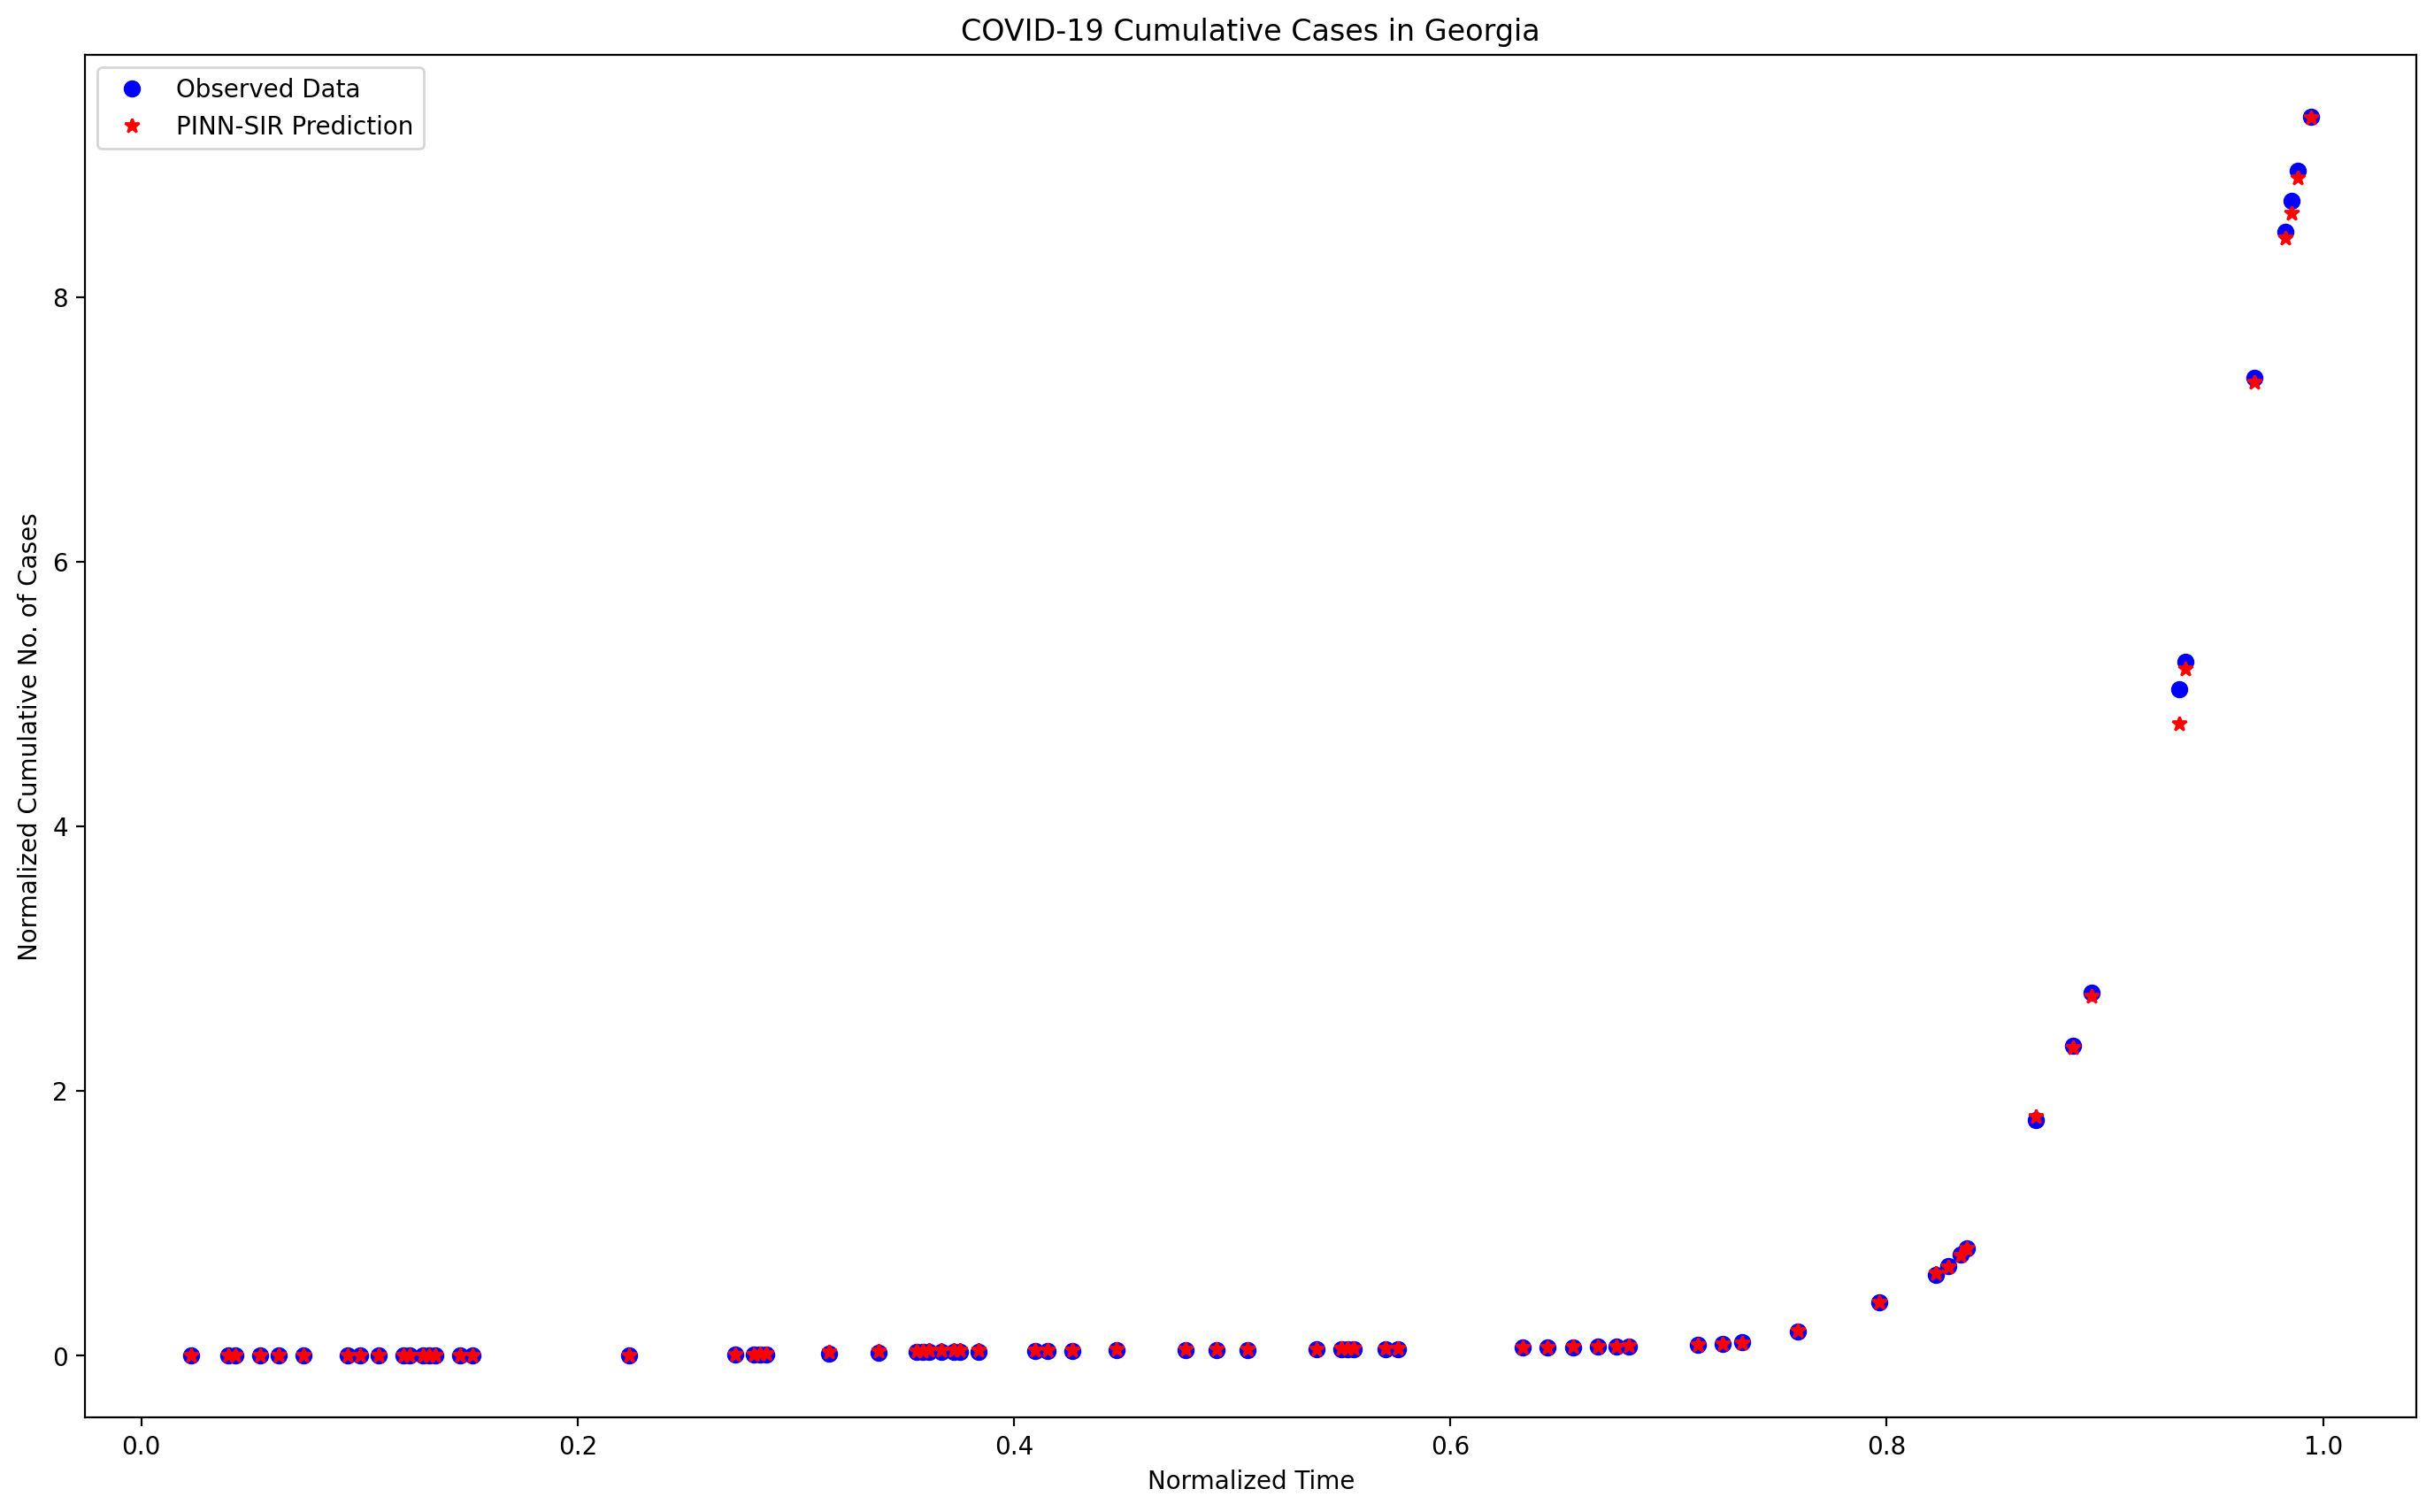 COVID-19 Cumulative Cases in Georgia
Observed Data
PINN-SIR Prediction
Normalized Cumulative No. of Cases
8
6
4
2
0
0.0 0.2 0.4 0.6 0.8 1.0
Normalized Time